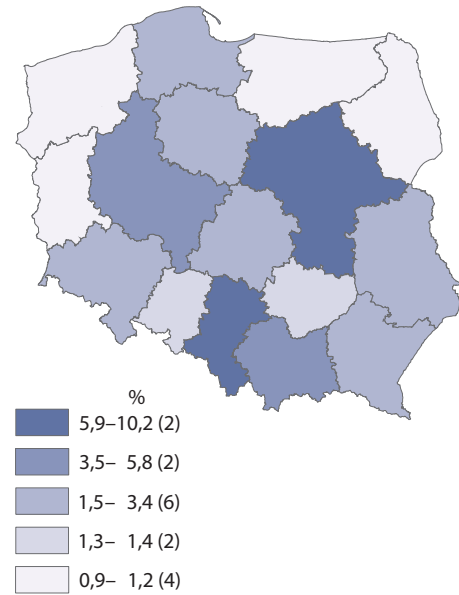 %
5,9–10,2 (2)
3,5– 5,8 (2)
1,5– 3,4 (6)
1,3– 1,4 (2)
0,9– 1,2 (4)